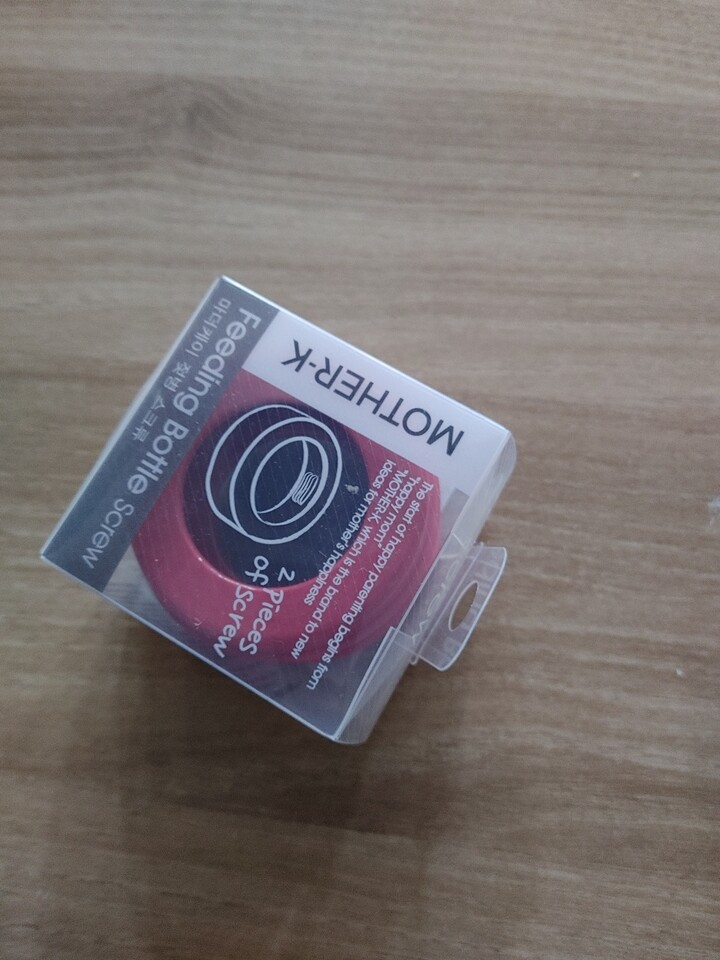 MOTHER-K
The start of happy parenting begins from
"happy mom".
"MOTHER-K" which is the brand to new
ideas for mother's happiness
2 Pieces
of Screw
Feeding Bottle Screw
마더케이 젖병 스크류